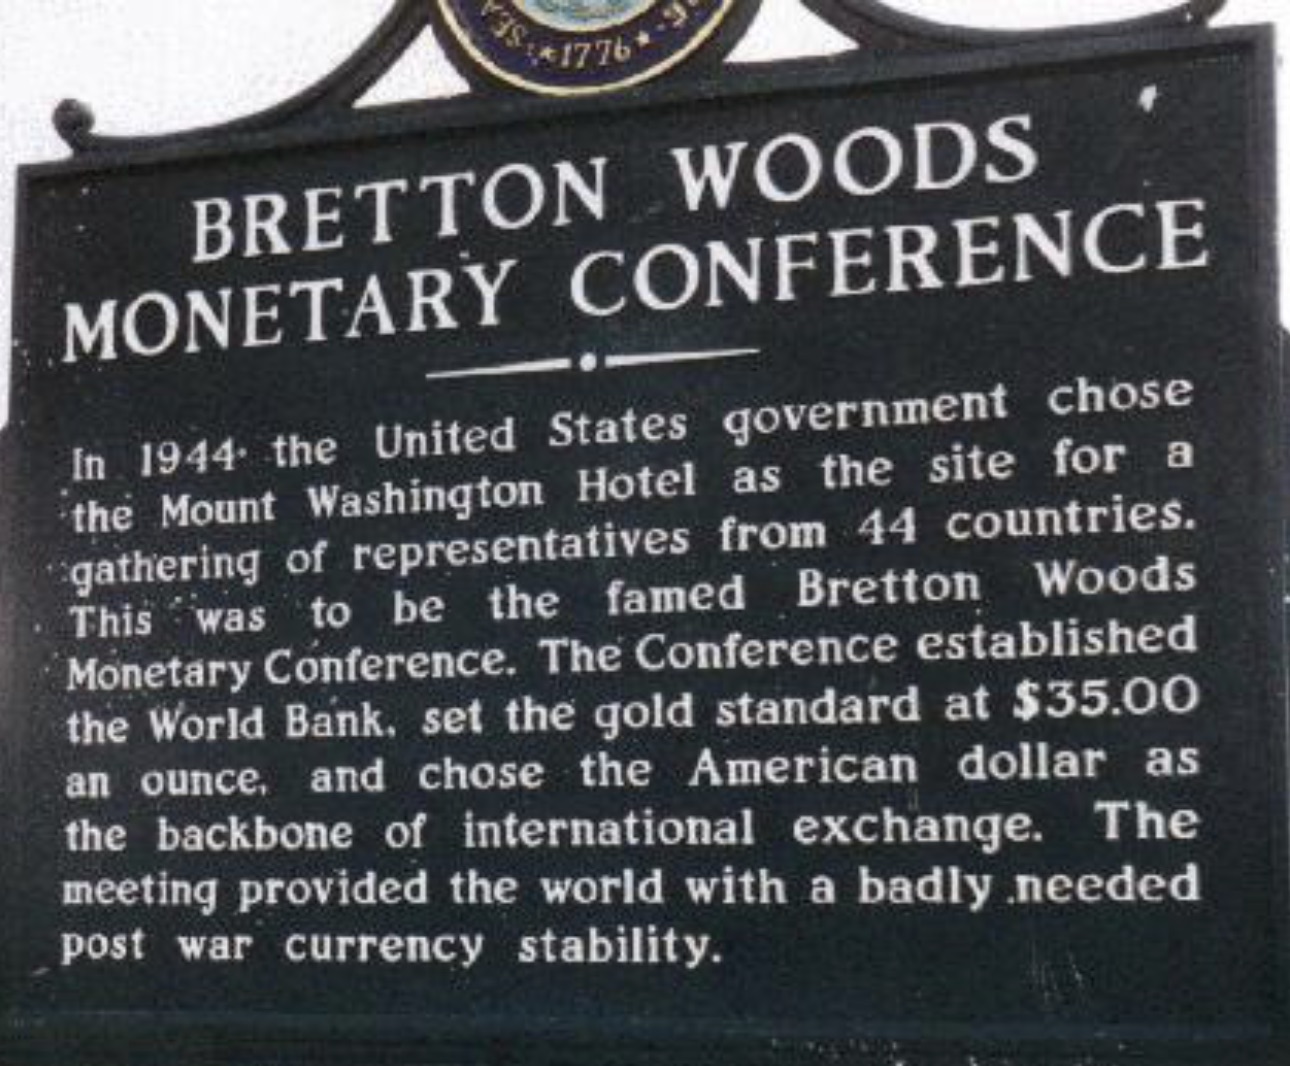 SEA
1776
BRETTON WOODS
MONETARY CONFERENCE
In 1944 the United States government chose
the Mount Washington Hotel as the site for a
gathering of representatives from 44 countries.
This was to be the famed Bretton Woods
Monetary Conference. The Conference established
the World Bank, set the gold standard at $35.00
an ounce, and chose the American dollar as
the backbone of international exchange. The
meeting provided the world with a badly needed
post war currency stability.